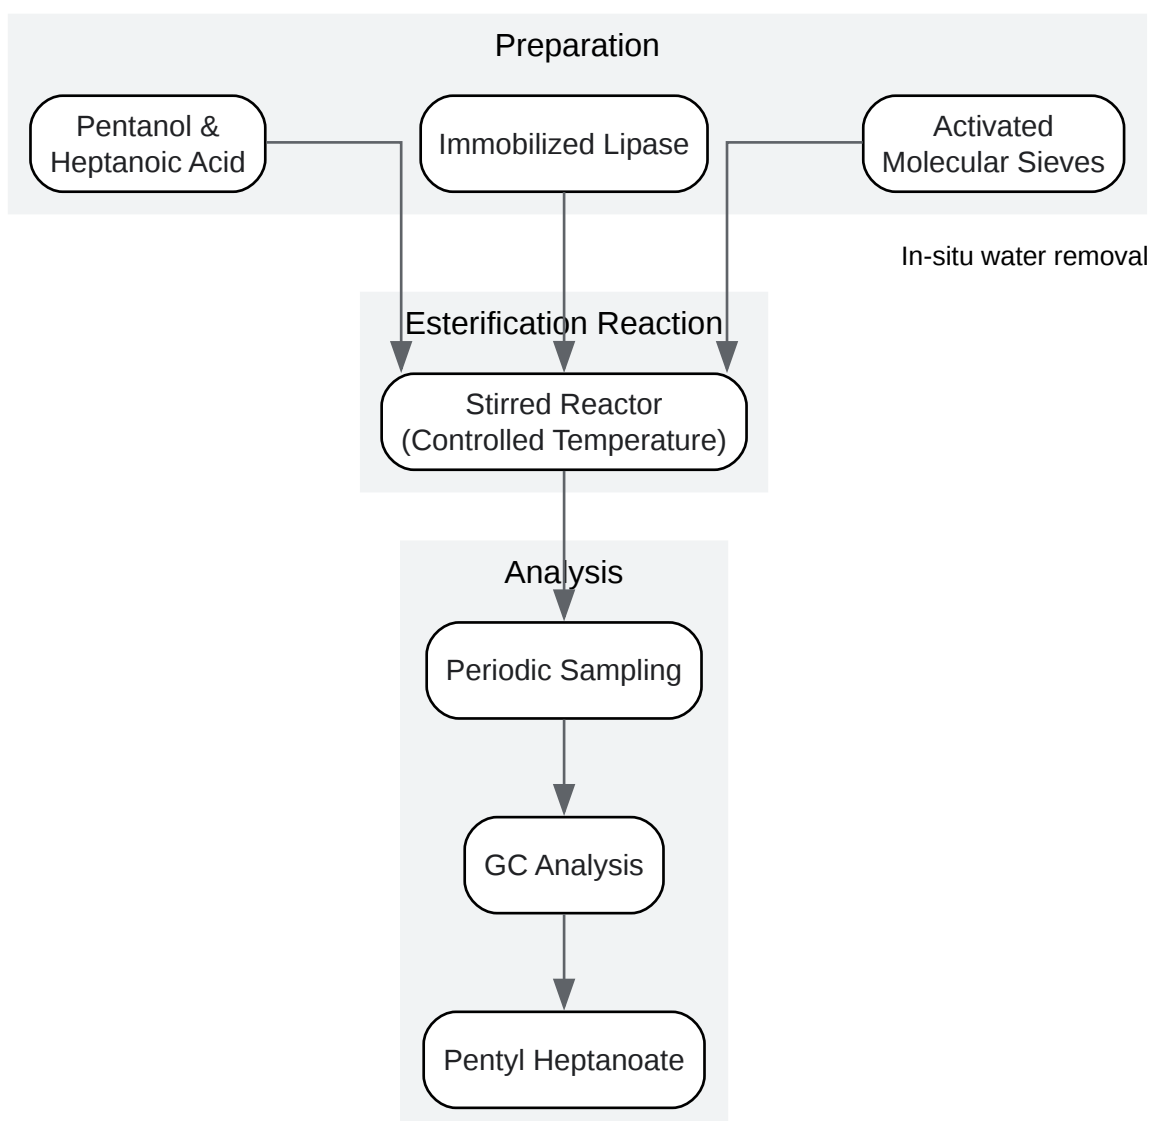 Preparation
Pentanol &
Heptanoic Acid
Immobilized Lipase
Activated
Molecular Sieves
In-situ water removal
Esterification Reaction
Stirred Reactor
(Controlled Temperature)
Analysis
Periodic Sampling
GC Analysis
Pentyl Heptanoate